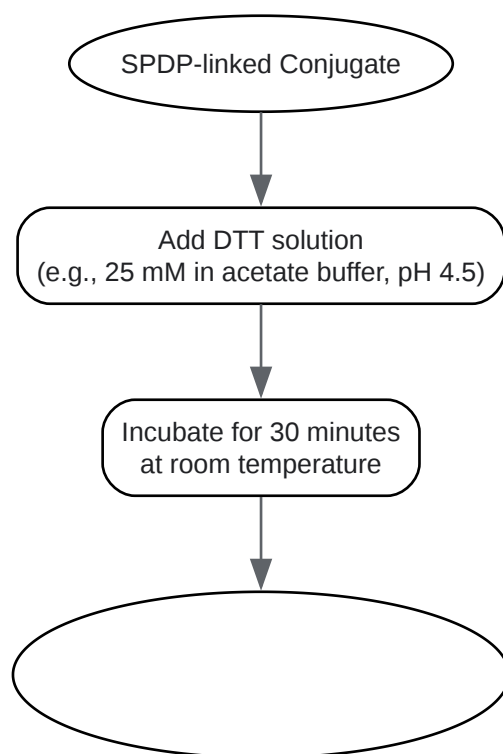 SPDP-linked Conjugate
Add DTT solution
(e.g., 25 mM in acetate buffer, pH 4.5)
Incubate for 30 minutes
at room temperature